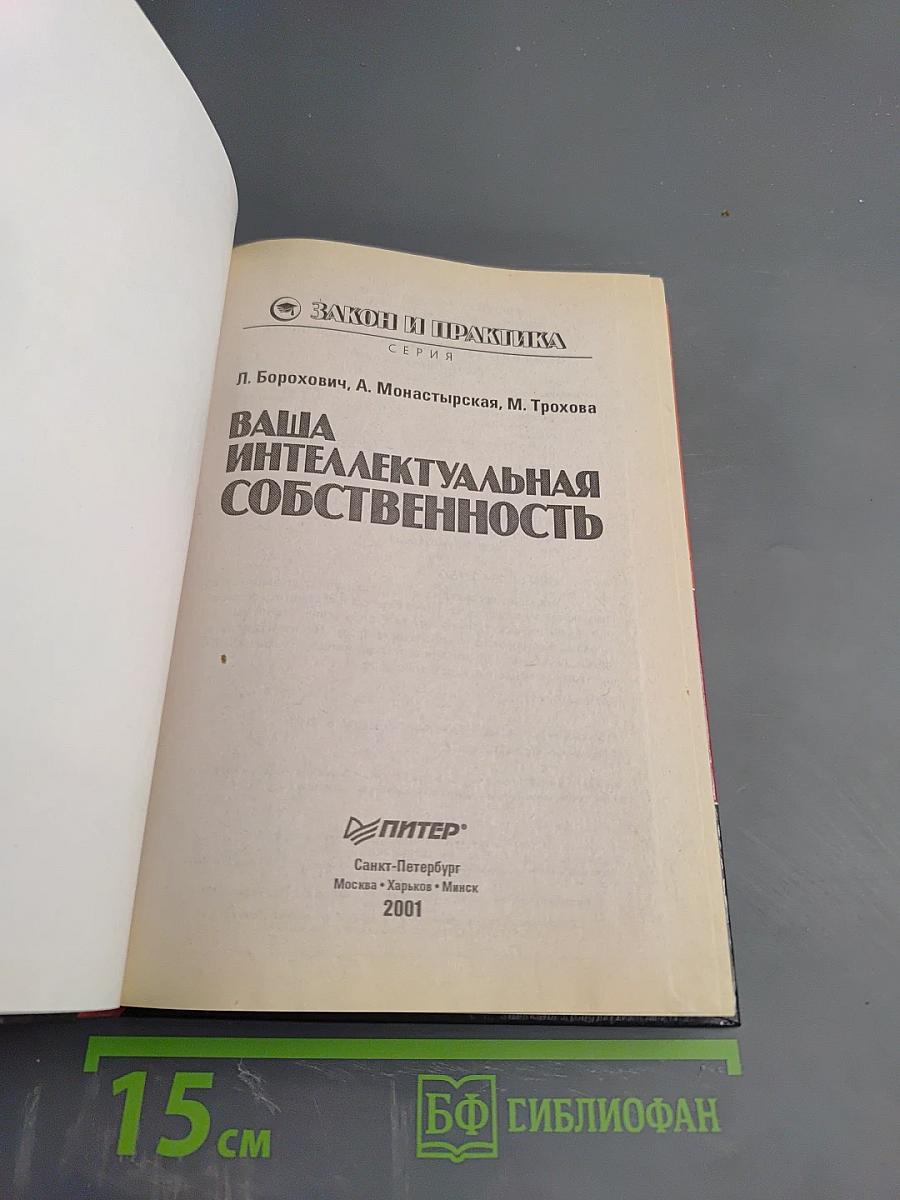 ЗАКОН И ПРАКТИКА
СЕРИЯ
Л. Борохович, А. Монастырская, М. Трохова
ВАША
ИНТЕЛЛЕКТУАЛЬНАЯ
СОБСТВЕННОСТЬ
ПИТЕР®
Санкт-Петербург
Москва • Харьков • Минск
2001
15 СМ
БФ БИБЛИОФАН